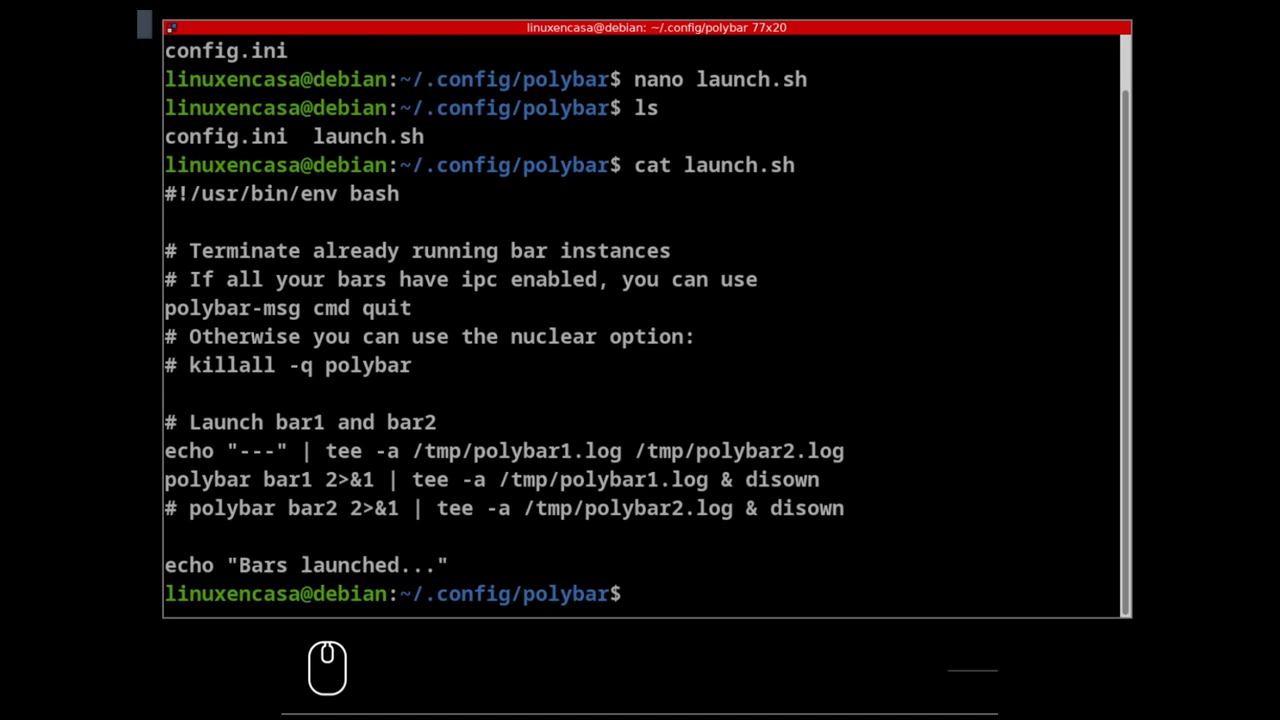 linuxencasa@debian: ~/.config/polybar 77x20
config.ini
linuxencasa@debian:~/.config/polybar$ nano launch.sh
linuxencasa@debian:~/.config/polybar$ ls
config.ini  launch.sh
linuxencasa@debian:~/.config/polybar$ cat launch.sh
#!/usr/bin/env bash
# Terminate already running bar instances
# If all your bars have ipc enabled, you can use
polybar-msg cmd quit
# Otherwise you can use the nuclear option:
# killall -q polybar
# Launch bar1 and bar2
echo "---" | tee -a /tmp/polybar1.log /tmp/polybar2.log
polybar bar1 2>&1 | tee -a /tmp/polybar1.log & disown
# polybar bar2 2>&1 | tee -a /tmp/polybar2.log & disown
echo "Bars launched..."
linuxencasa@debian:~/.config/polybar$